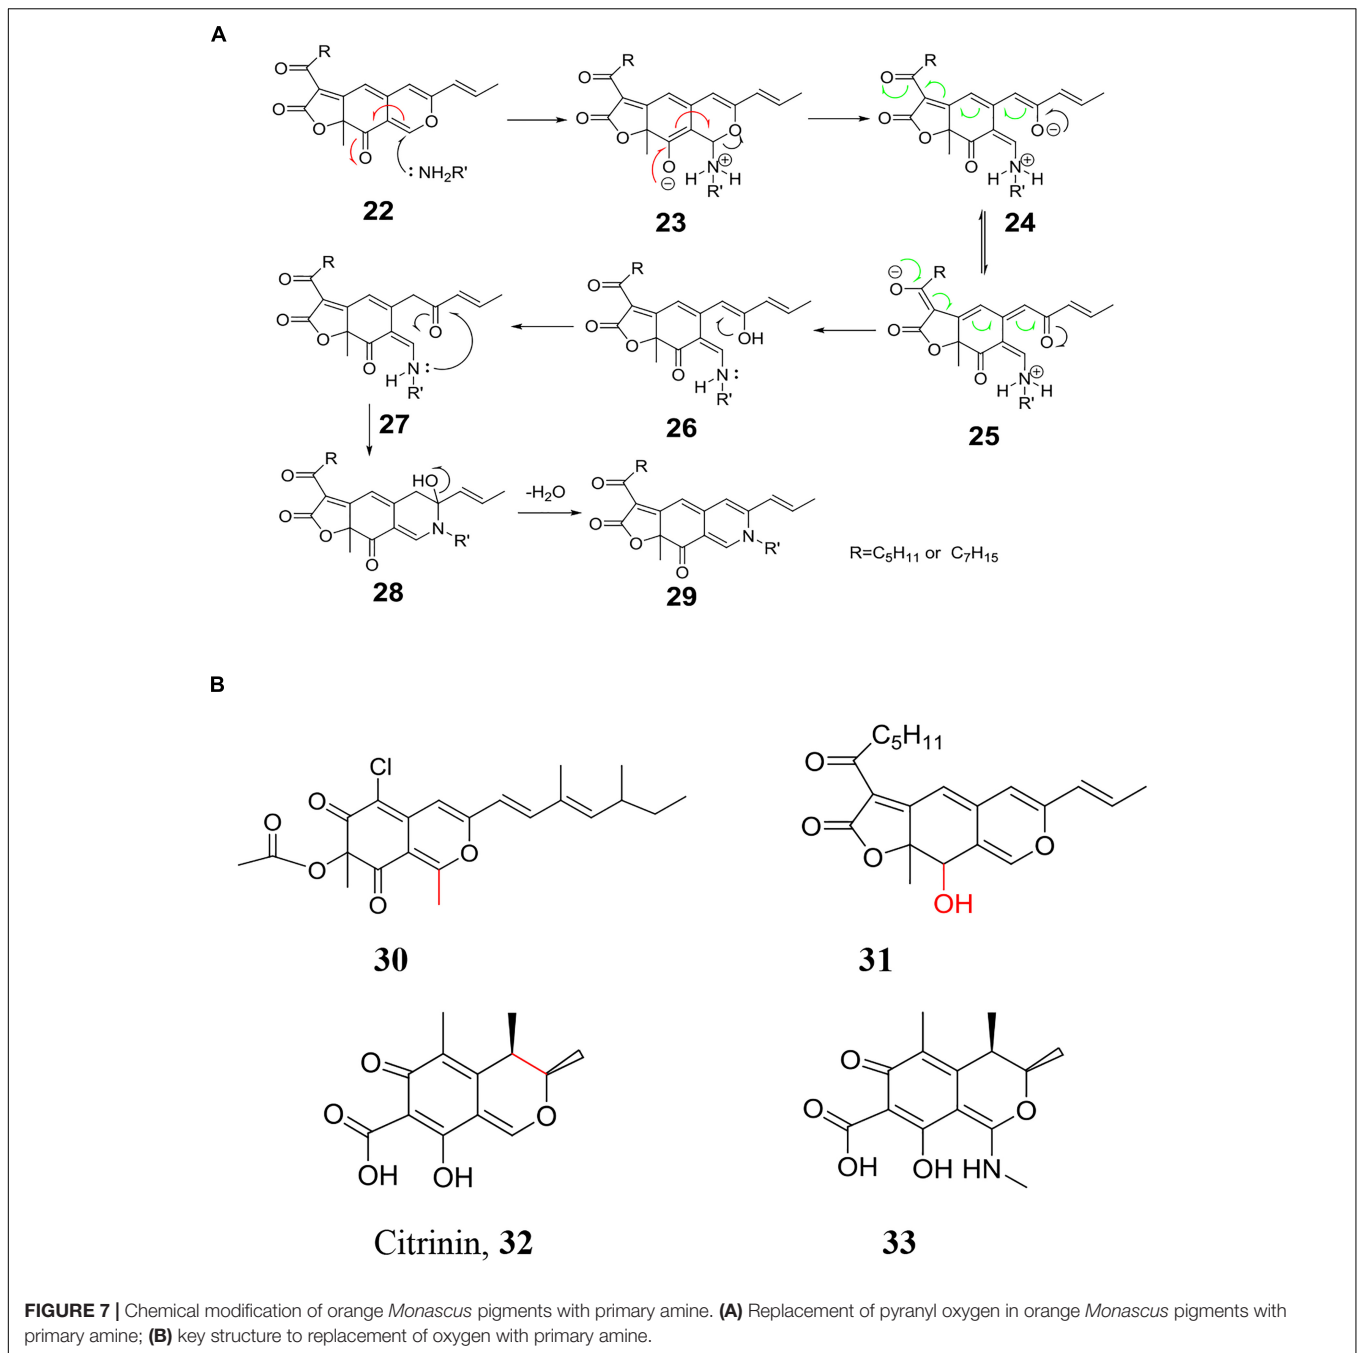 A
R
O
O
O
O
O
:NH2R'
22
R
O
O
O
O
O
⊖
N⊕
H H
R'
23
R
O
O
O
O
O⊖
N⊕
H H
R'
24
R
O
O
O
O
N:
H
R'
27
R
O
O
O
O
OH
N:
H
R'
26
⊖
O
R
O
O
O
O
N⊕
H H
R'
25
R
O
HO
O
O
O
N
R'
28
-H2O
R
O
O
O
O
N
R'
29
R=C5H11 or C7H15
B
Cl
O
O
O
O
O
30
C5H11
O
O
O
O
OH
31
O
O
O
OH
OH
Citrinin, 32
O
O
O
OH
OH
HN
33
FIGURE 7 | Chemical modification of orange Monascus pigments with primary amine. (A) Replacement of pyranyl oxygen in orange Monascus pigments with
primary amine; (B) key structure to replacement of oxygen with primary amine.